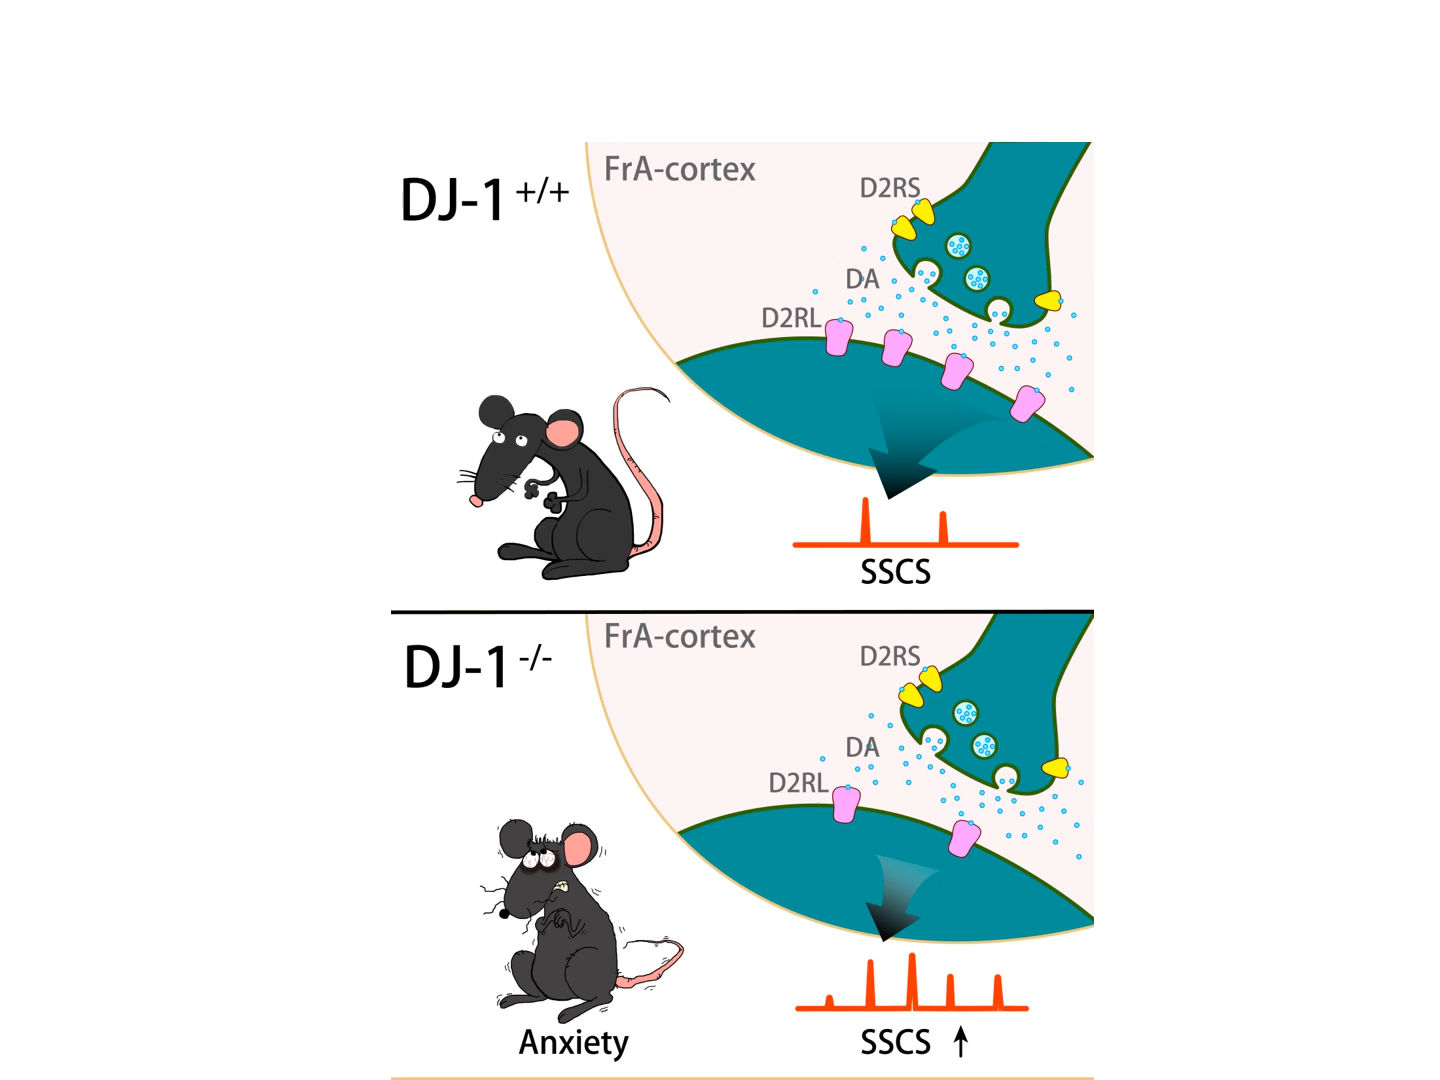 DJ-1 +/+
FrA-cortex
D2RS
DA
D2RL
SSCS
DJ-1 -/-
FrA-cortex
D2RS
DA
D2RL
Anxiety
SSCS ↑